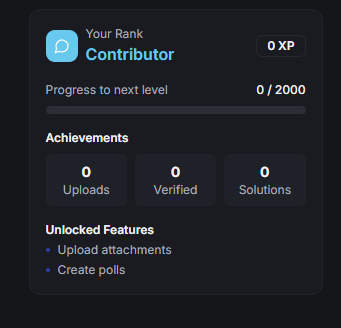 Your Rank
Contributor
0 XP
Progress to next level 0 / 2000
Achievements
0 0 0
Uploads Verified Solutions
Unlocked Features
Upload attachments
Create polls